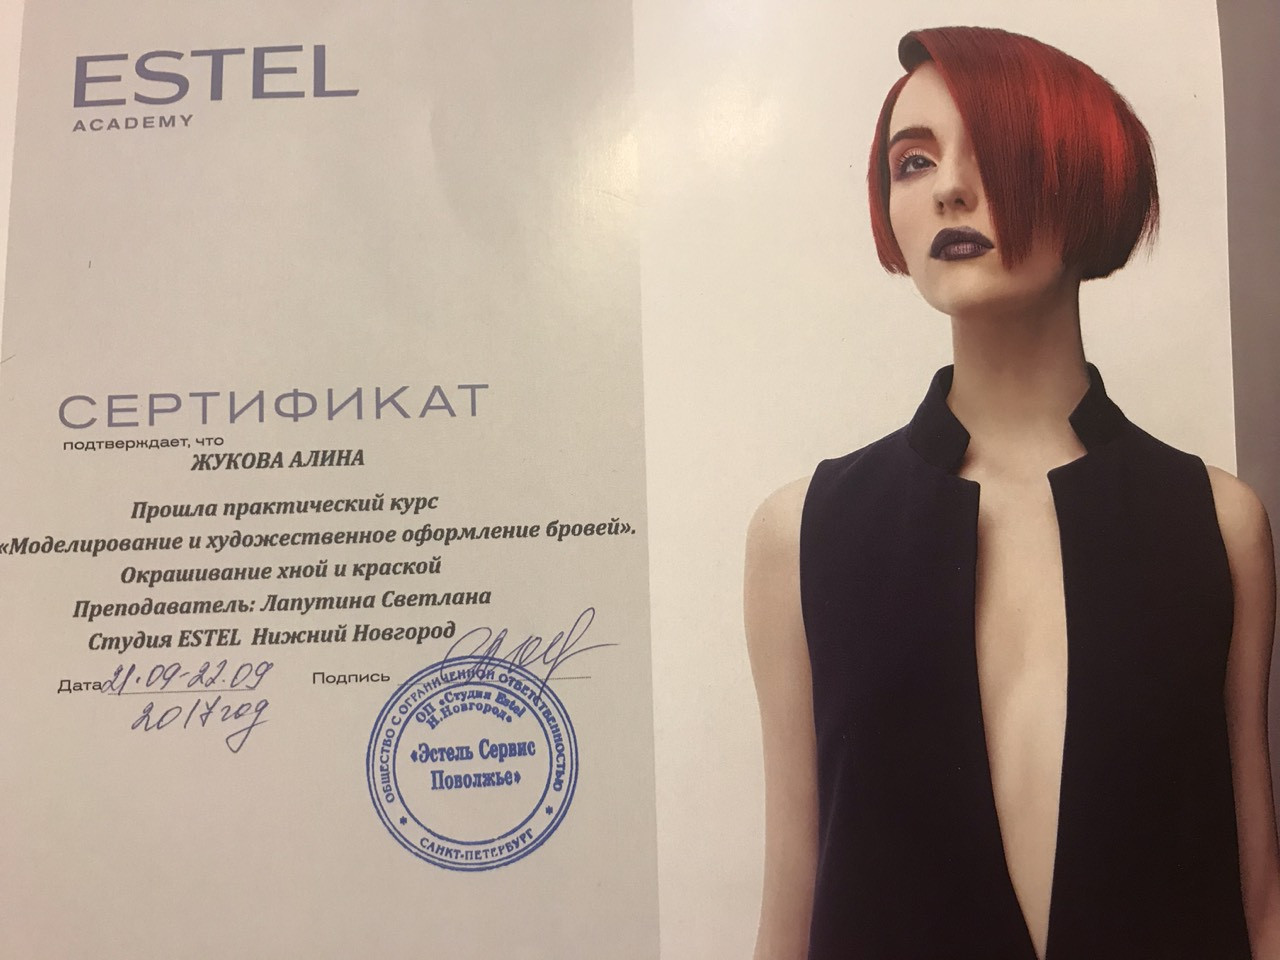 ESTEL
ACADEMY
СЕРТИФИКАТ
подтверждает, что
ЖУКОВА АЛИНА
Прошла практический курс
«Моделирование и художественное оформление бровей».
Окрашивание хной и краской
Преподаватель: Лапутина Светлана
Студия ESTEL Нижний Новгород
Дата 21.09-22.09 Подпись
2017 год
ОБЩЕСТВО С ОГРАНИЧЕННОЙ ОТВЕТСТВЕННОСТЬЮ
ОП «Студия Estel
Н.Новгород»
«Эстель Сервис
Поволжье»
* САНКТ-ПЕТЕРБУРГ *